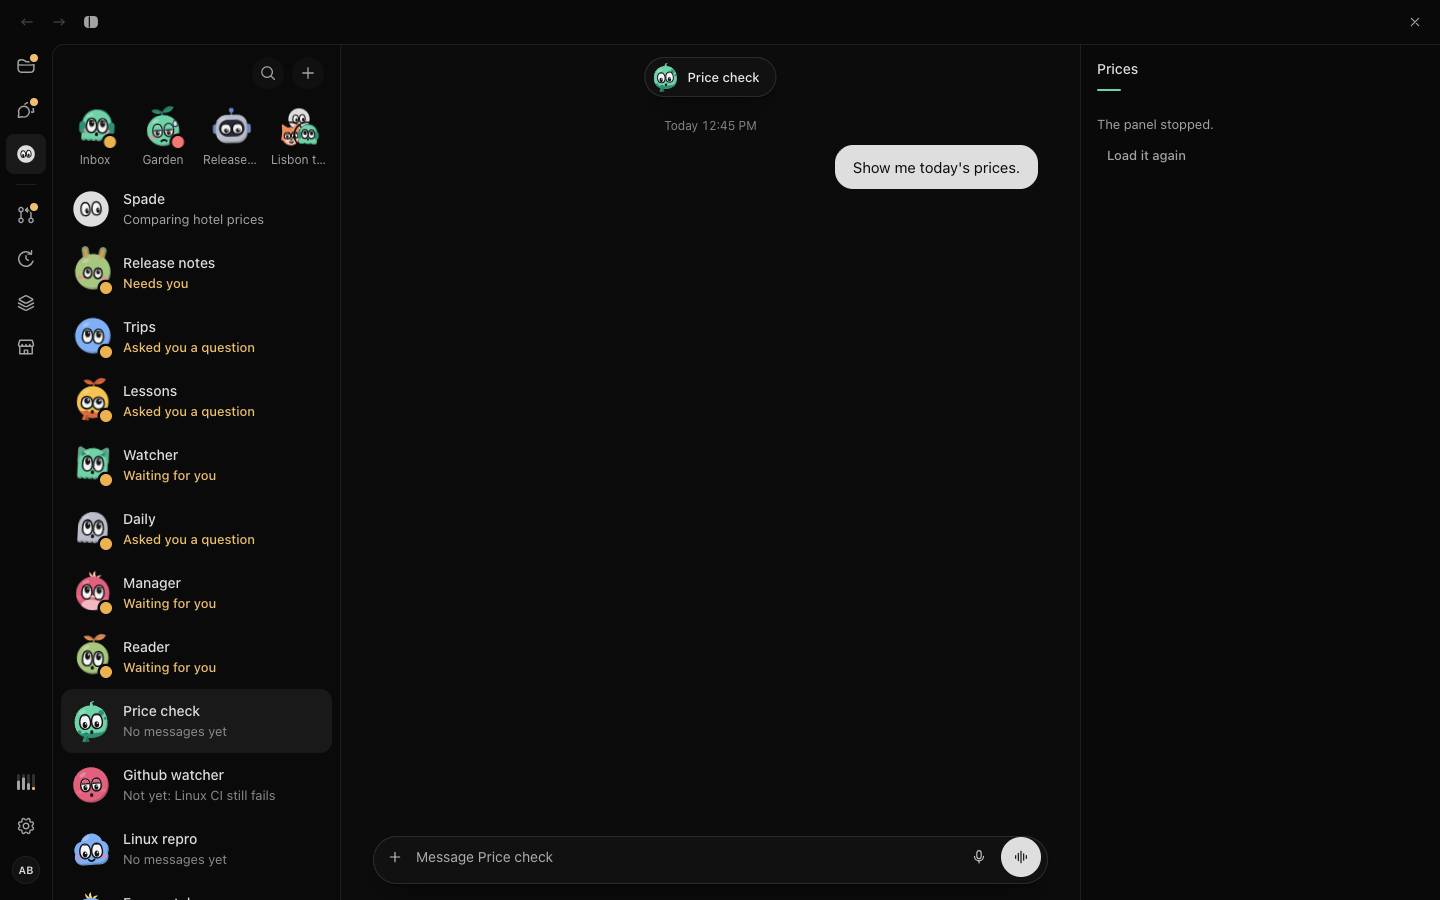 Inbox
Garden
Release...
Lisbon t...
Spade
Comparing hotel prices
Release notes
Needs you
Trips
Asked you a question
Lessons
Asked you a question
Watcher
Waiting for you
Daily
Asked you a question
Manager
Waiting for you
Reader
Waiting for you
Price check
No messages yet
Github watcher
Not yet: Linux CI still fails
Linux repro
No messages yet
AB
Price check
Today 12:45 PM
Show me today's prices.
Message Price check
Prices
The panel stopped.
Load it again